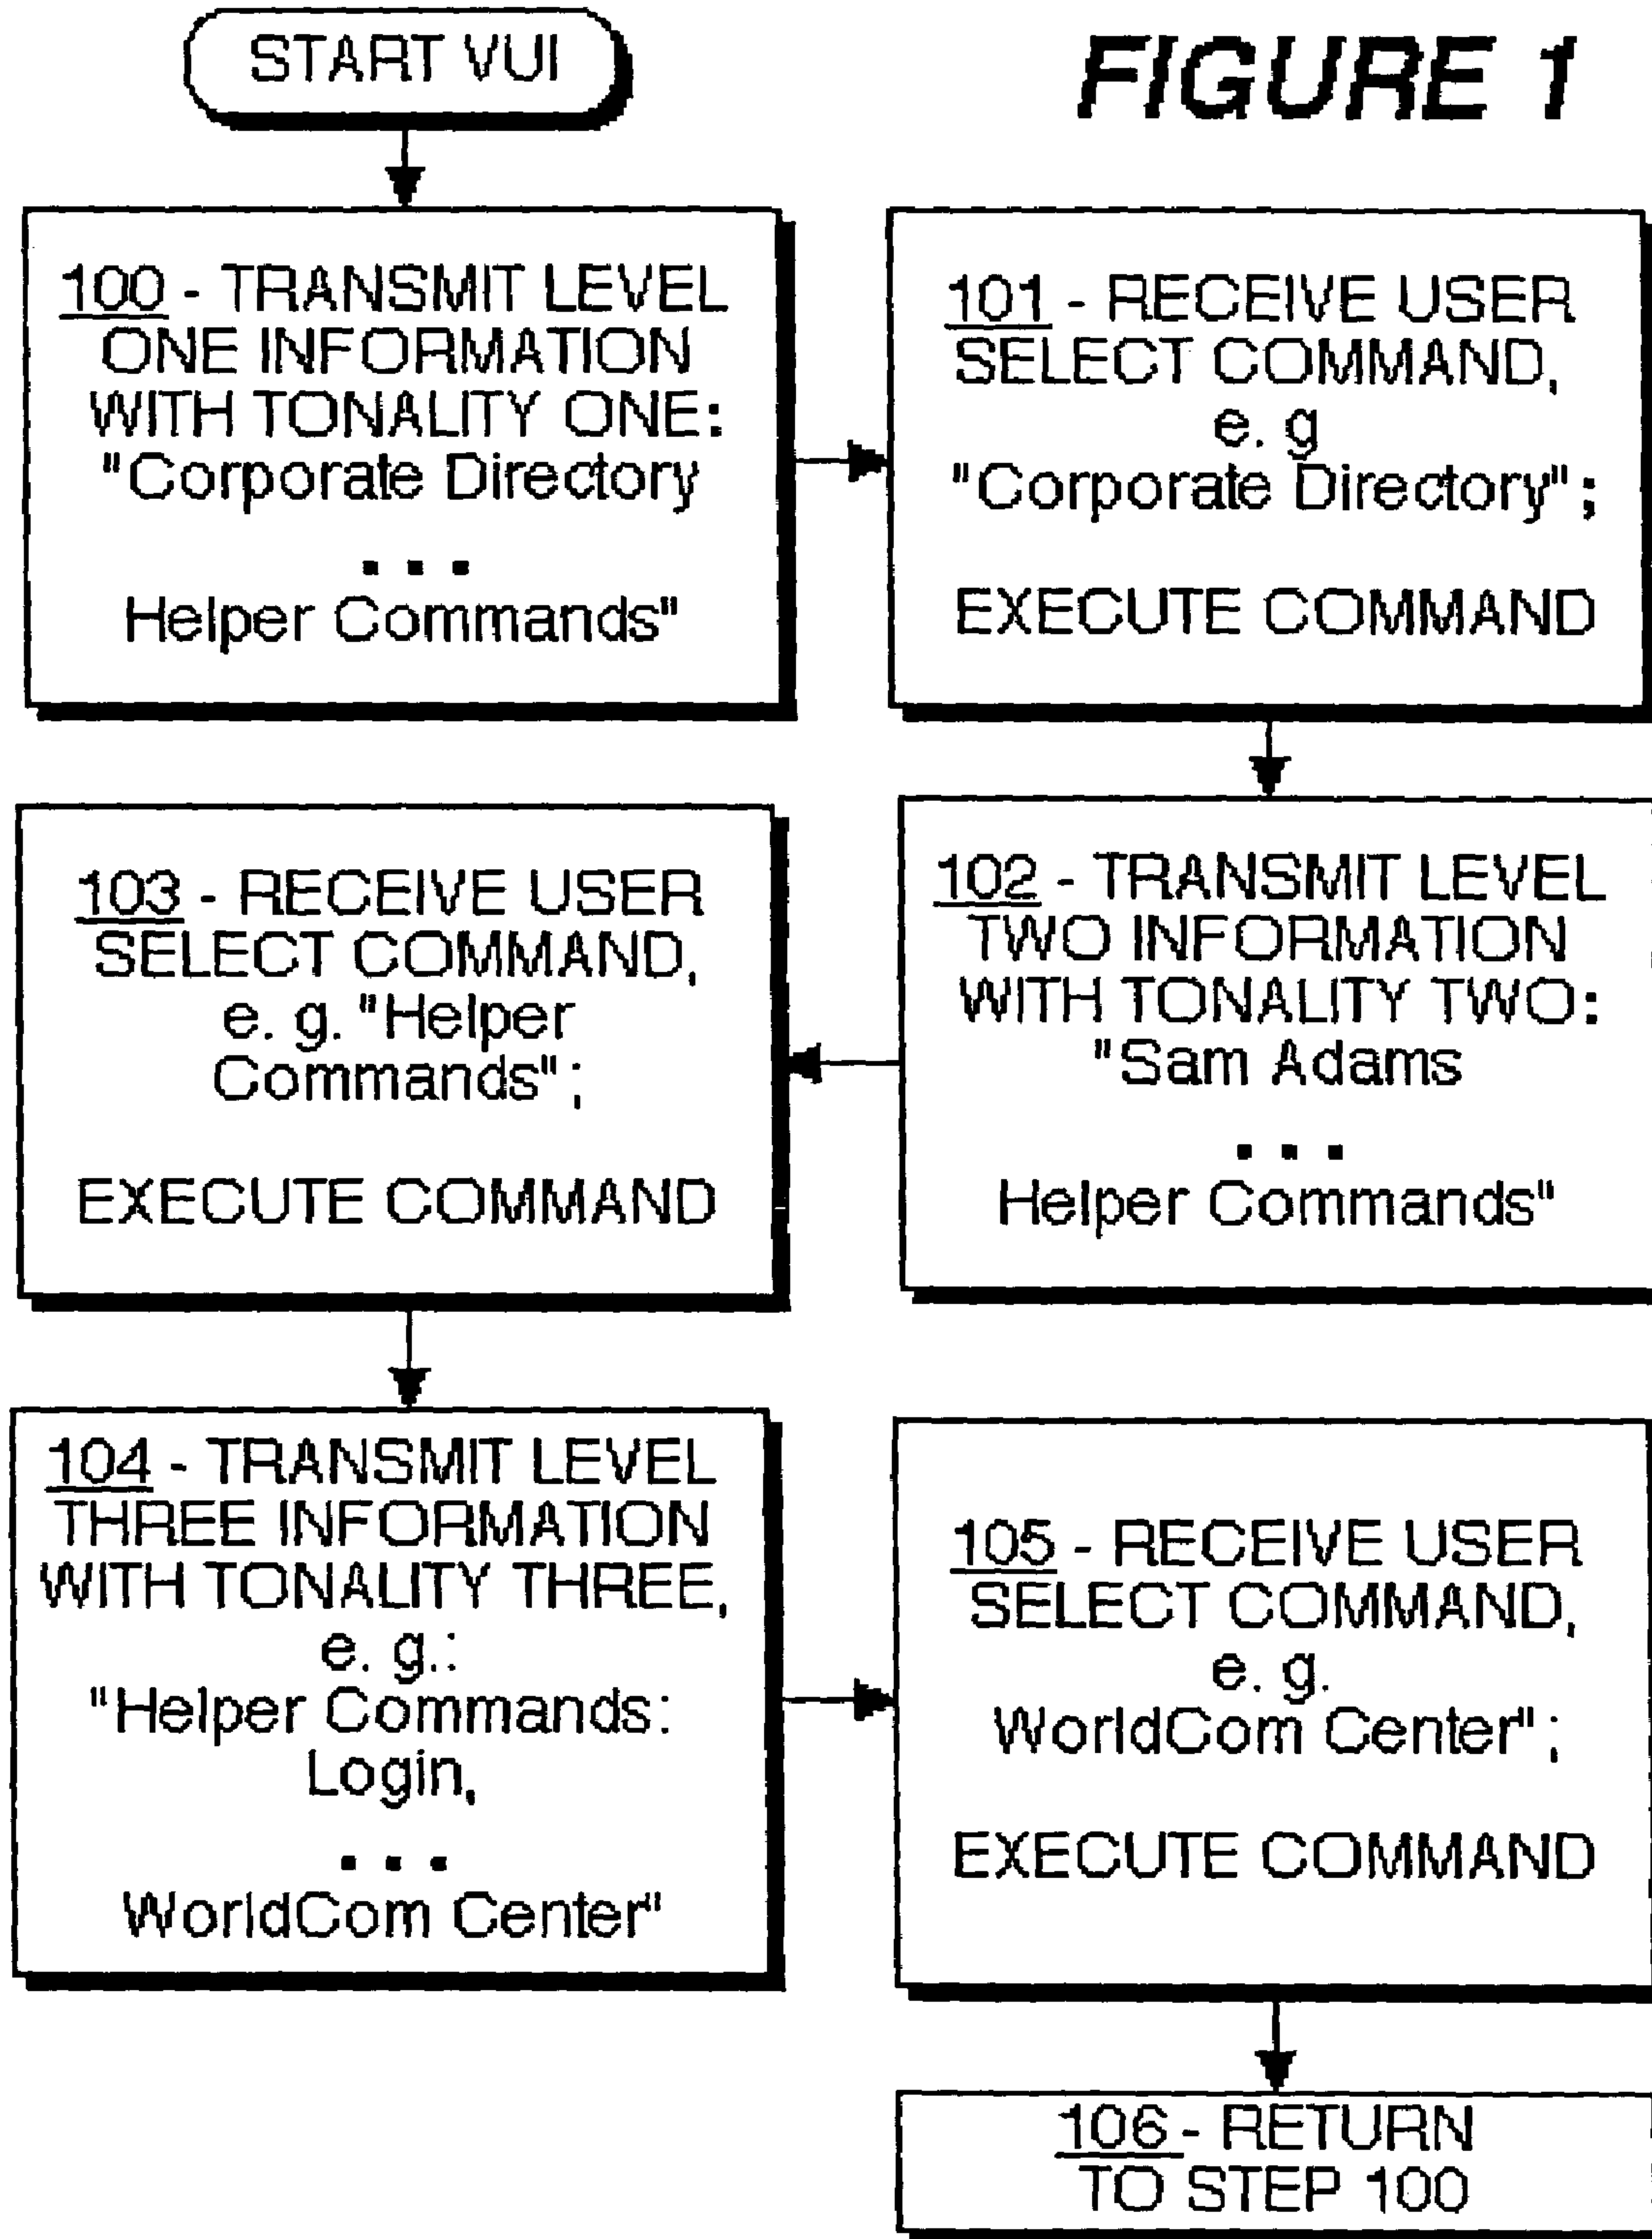 START VUI
FIGURE 1
100 - TRANSMIT LEVEL
ONE INFORMATION
WITH TONALITY ONE:
"Corporate Directory
...
Helper Commands"
101 - RECEIVE USER
SELECT COMMAND,
e. g
"Corporate Directory";
EXECUTE COMMAND
102 - TRANSMIT LEVEL
TWO INFORMATION
WITH TONALITY TWO:
"Sam Adams
...
Helper Commands"
103 - RECEIVE USER
SELECT COMMAND,
e. g. "Helper
Commands";
EXECUTE COMMAND
104 - TRANSMIT LEVEL
THREE INFORMATION
WITH TONALITY THREE,
e. g.:
"Helper Commands:
Login,
...
WorldCom Center"
105 - RECEIVE USER
SELECT COMMAND,
e. g.
WorldCom Center";
EXECUTE COMMAND
106 - RETURN
TO STEP 100